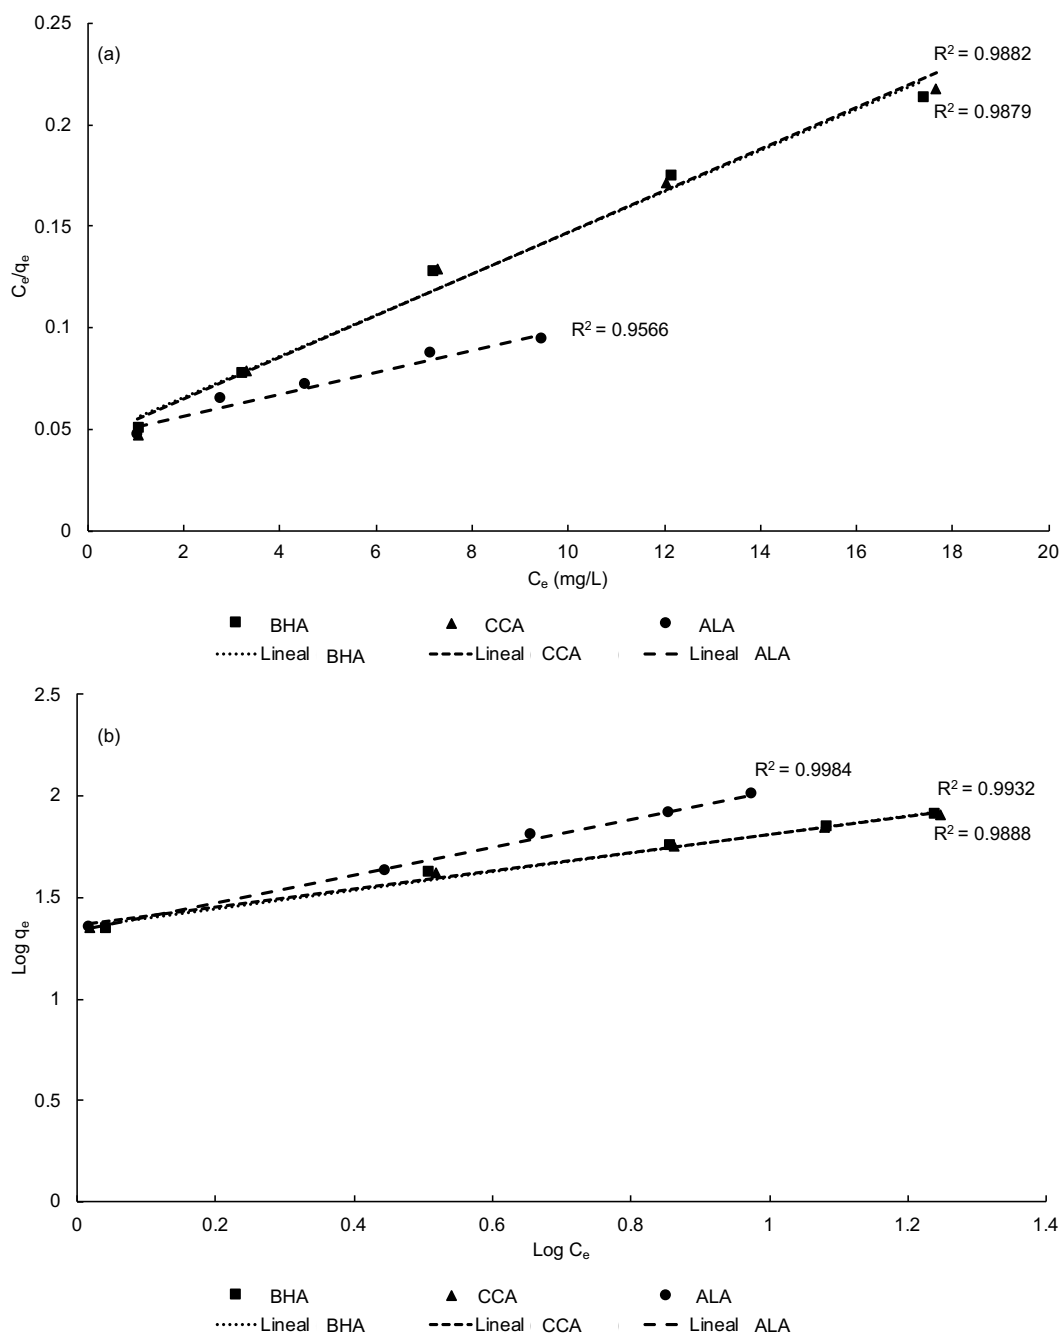 (a)
R² = 0.9882
R² = 0.9879
R² = 0.9566
Cₑ/qₑ
0.25
0.2
0.15
0.1
0.05
0
0 2 4 6 8 10 12 14 16 18 20
Cₑ (mg/L)
BHA CCA ALA
Lineal BHA Lineal CCA Lineal ALA
(b)
R² = 0.9984
R² = 0.9932
R² = 0.9888
Log qₑ
2.5
2
1.5
1
0.5
0
0 0.2 0.4 0.6 0.8 1 1.2 1.4
Log Cₑ
BHA CCA ALA
Lineal BHA Lineal CCA Lineal ALA